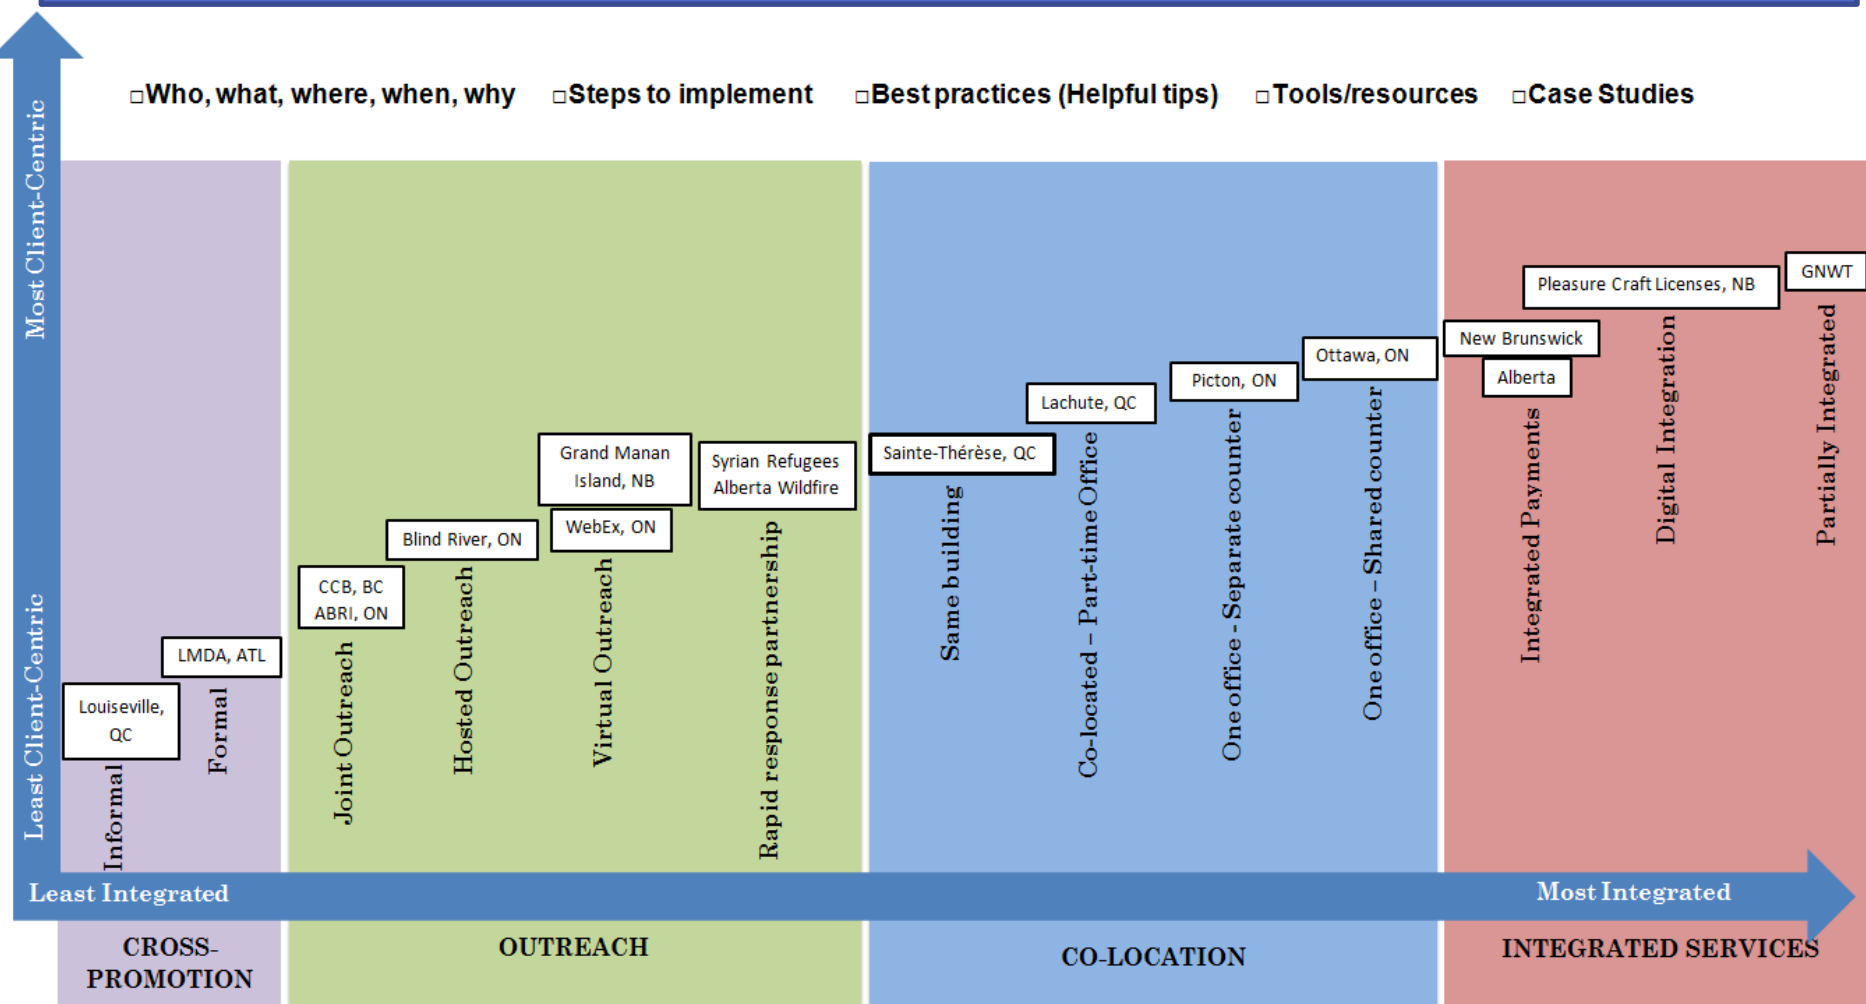 □Who, what, where, when, why □Steps to implement □Best practices (Helpful tips) □Tools/resources □Case Studies
Most Client-Centric
Least Client-Centric
Louiseville,
QC
Informal
LMDA, ATL
Formal
CCB, BC
ABRI, ON
Joint Outreach
Blind River, ON
Hosted Outreach
Grand Manan
Island, NB
WebEx, ON
Virtual Outreach
Syrian Refugees
Alberta Wildfire
Rapid response partnership
Sainte-Thérèse, QC
Same building
Lachute, QC
Co-located – Part-time Office
Picton, ON
One office - Separate counter
Ottawa, ON
One office – Shared counter
New Brunswick
Alberta
Integrated Payments
Pleasure Craft Licenses, NB
Digital Integration
GNWT
Partially Integrated
Least Integrated
Most Integrated
CROSS-
PROMOTION
OUTREACH
CO-LOCATION
INTEGRATED SERVICES